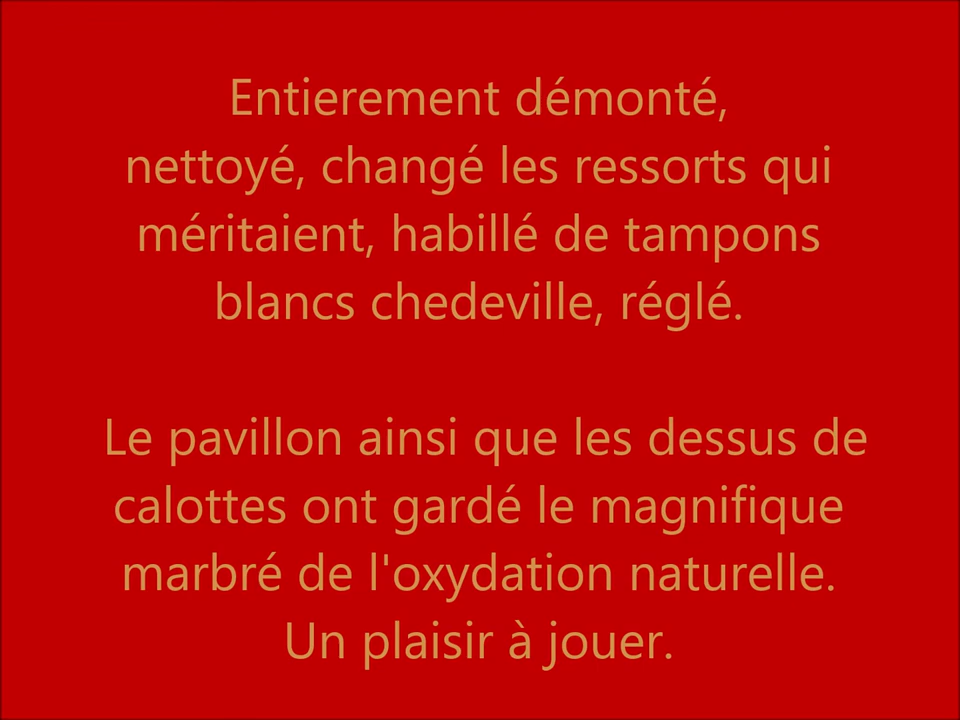 Entierement démonté,
nettoyé, changé les ressorts qui
méritaient, habillé de tampons
blancs chedeville, réglé.
Le pavillon ainsi que les dessus de
calottes ont gardé le magnifique
marbré de l'oxydation naturelle.
Un plaisir à jouer.